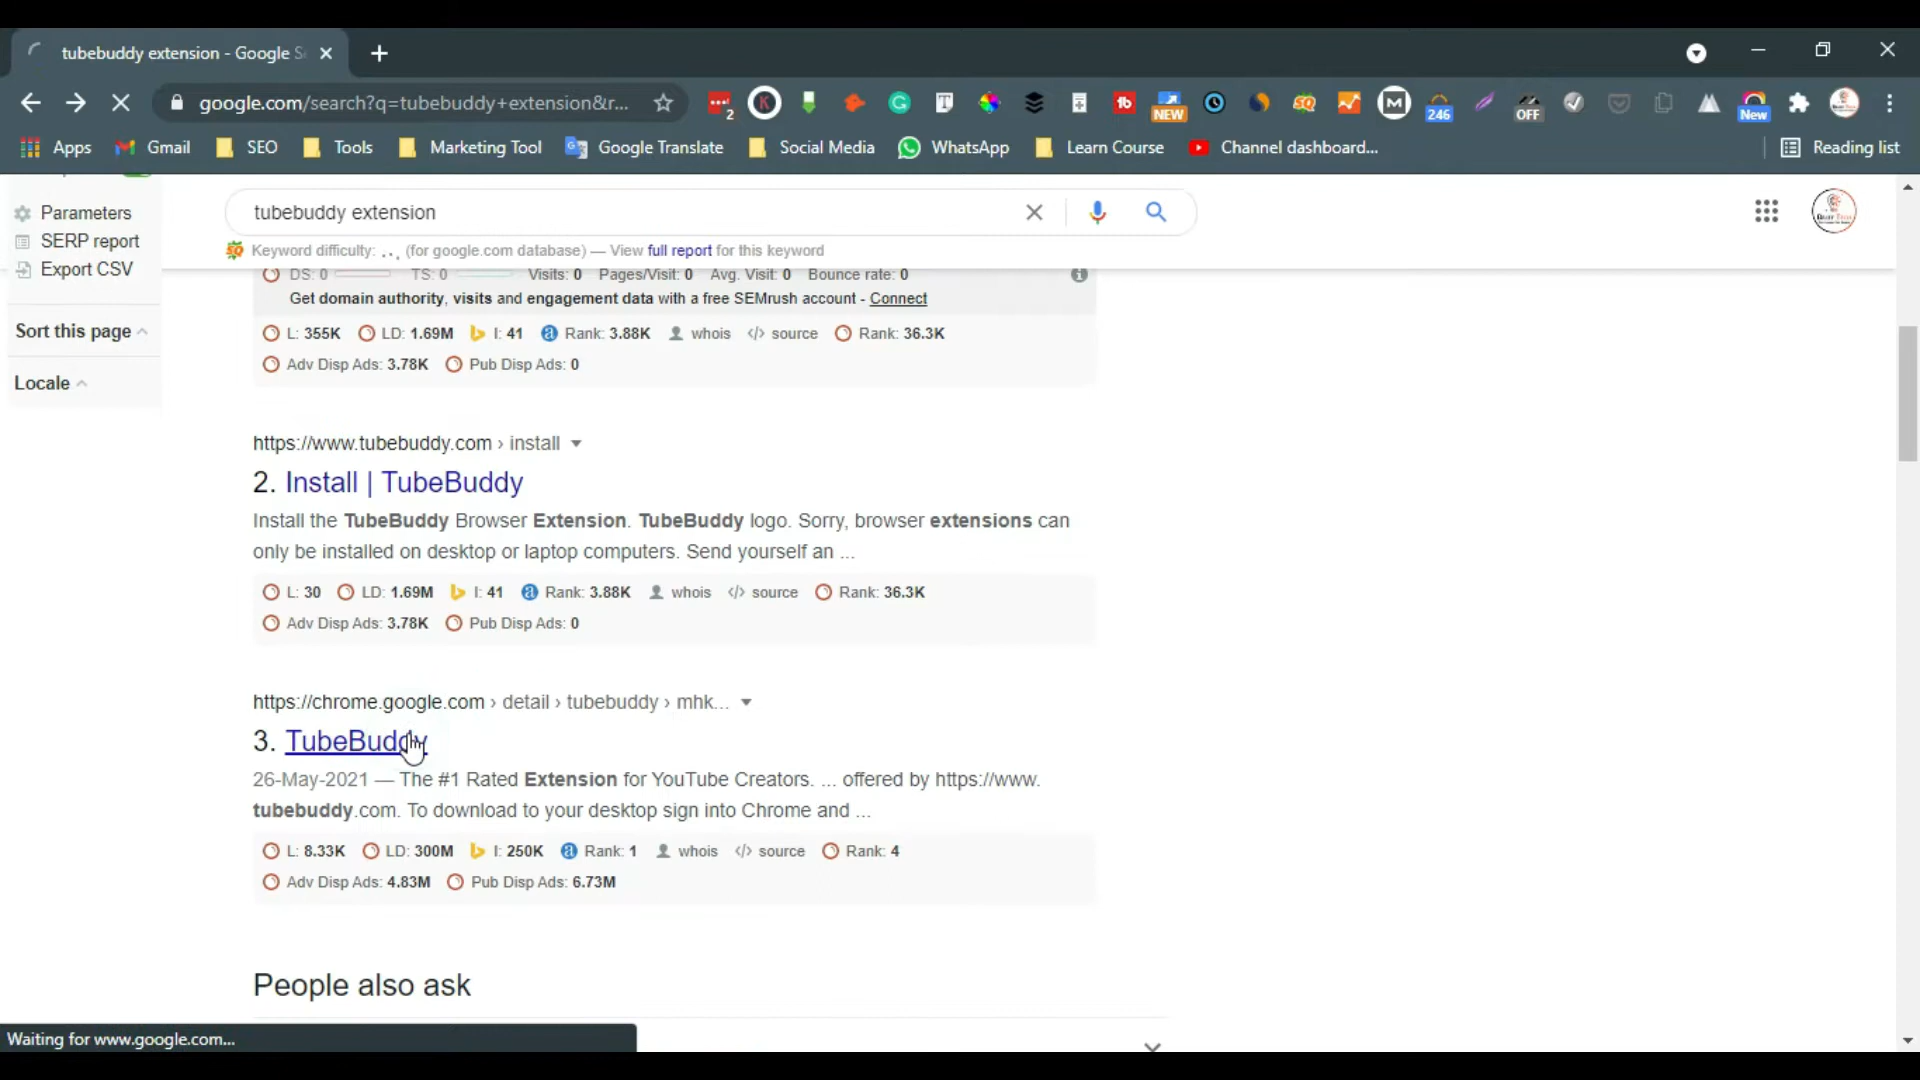 tubebuddy extension - Google S
google.com/search?q=tubebuddy+extension&r...
2
NEW
246
OFF
New
Apps
Gmail
SEO
Tools
Marketing Tool
Google Translate
Social Media
WhatsApp
Learn Course
Channel dashboard...
Reading list
Parameters
SERP report
Export CSV
Sort this page
Locale
tubebuddy extension
Keyword difficulty: . . , (for google.com database) — View full report for this keyword
DS: 0 TS: 0 Visits: 0 Pages/Visit: 0 Avg. Visit: 0 Bounce rate: 0
Get domain authority, visits and engagement data with a free SEMrush account - Connect
L: 355K LD: 1.69M I: 41 Rank: 3.88K whois </> source Rank: 36.3K
Adv Disp Ads: 3.78K Pub Disp Ads: 0
https://www.tubebuddy.com › install
2. Install | TubeBuddy
Install the TubeBuddy Browser Extension. TubeBuddy logo. Sorry, browser extensions can
only be installed on desktop or laptop computers. Send yourself an ...
L: 30 LD: 1.69M I: 41 Rank: 3.88K whois </> source Rank: 36.3K
Adv Disp Ads: 3.78K Pub Disp Ads: 0
https://chrome.google.com › detail › tubebuddy › mhk...
3. TubeBuddy
26-May-2021 — The #1 Rated Extension for YouTube Creators. ... offered by https://www.
tubebuddy.com. To download to your desktop sign into Chrome and ...
L: 8.33K LD: 300M I: 250K Rank: 1 whois </> source Rank: 4
Adv Disp Ads: 4.83M Pub Disp Ads: 6.73M
People also ask
Waiting for www.google.com...